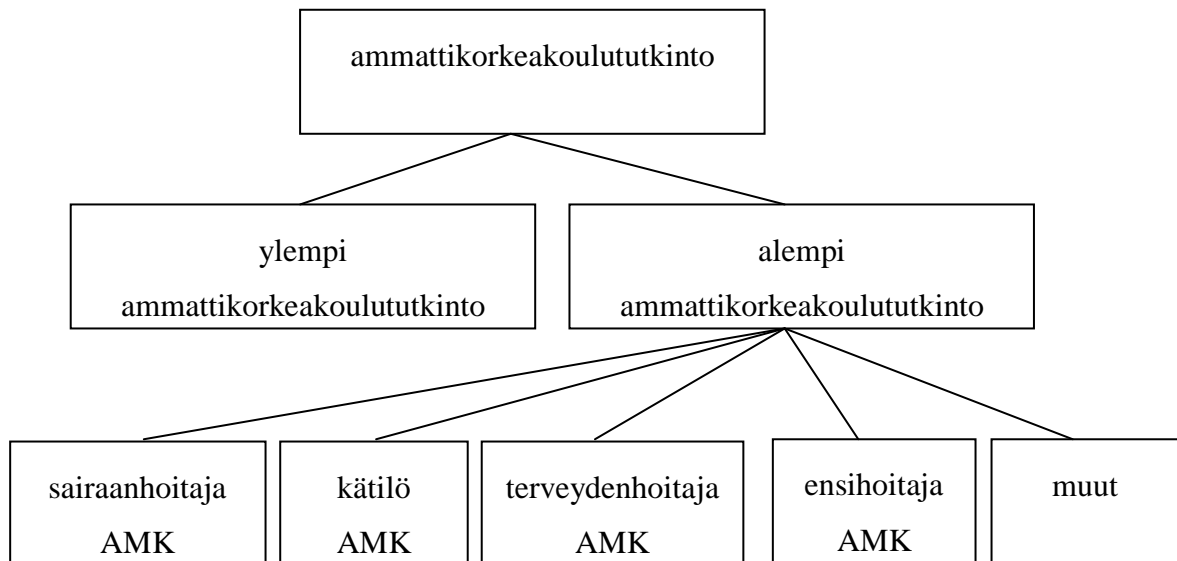 ammattikorkeakoulututkinto
ylempi
ammattikorkeakoulututkinto
alempi
ammattikorkeakoulututkinto
sairaanhoitaja
AMK
kätilö
AMK
terveydenhoitaja
AMK
ensihoitaja
AMK
muut